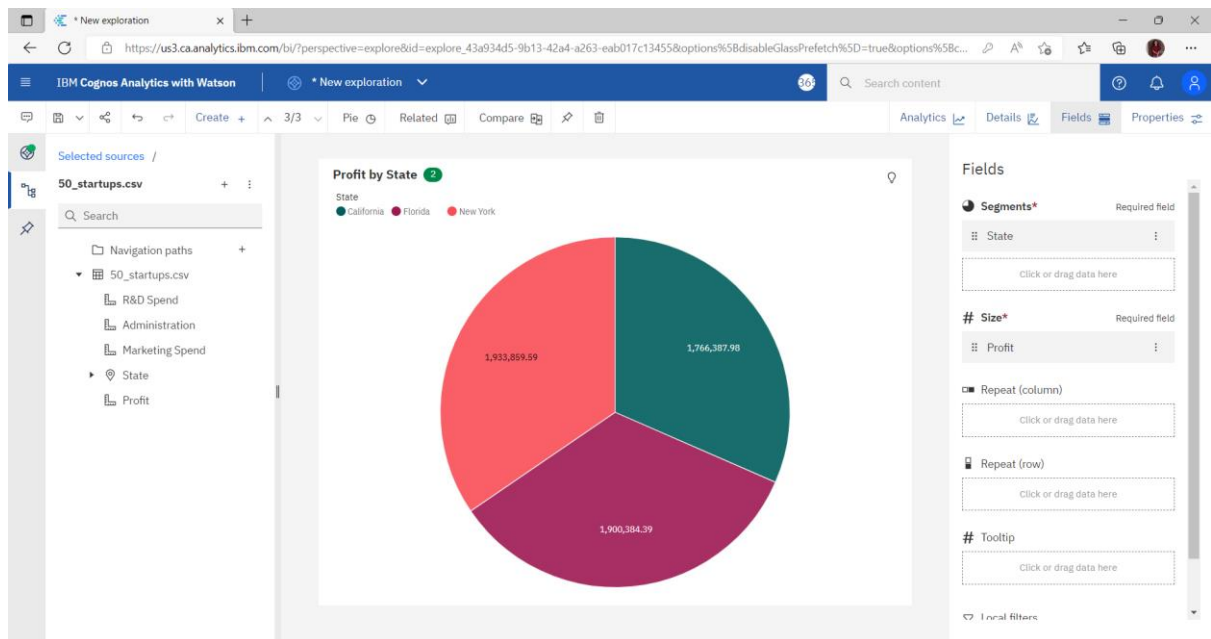 * New exploration
https://us3.ca.analytics.ibm.com/bi/?perspective=explore&id=explore_43a934d5-9b13-42a4-a263-eab017c13455&options%5BdisableGlassPrefetch%5D=true&options%5Bc...
IBM Cognos Analytics with Watson
* New exploration
Search content
Create +
3/3
Pie
Related
Compare
Analytics
Details
Fields
Properties
Selected sources /
50_startups.csv
Search
Navigation paths
50_startups.csv
R&D Spend
Administration
Marketing Spend
State
Profit
Profit by State 2
State
California Florida New York
1,933,859.59
1,766,387.98
1,900,384.39
Fields
Segments* Required field
State
Click or drag data here
# Size* Required field
Profit
Repeat (column)
Click or drag data here
Repeat (row)
Click or drag data here
# Tooltip
Click or drag data here
Local filters